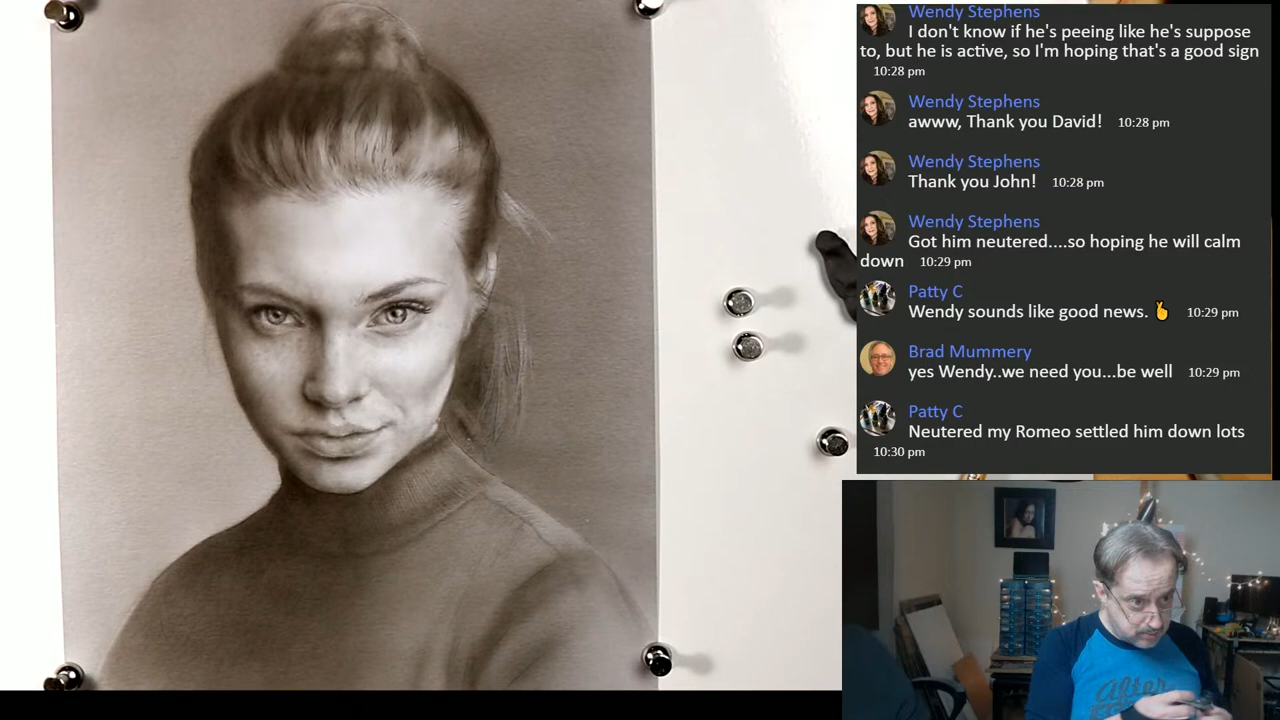 Wendy Stephens
I don't know if he's peeing like he's suppose
to, but he is active, so I'm hoping that's a good sign
10:28 pm
Wendy Stephens
awww, Thank you David! 10:28 pm
Wendy Stephens
Thank you John! 10:28 pm
Wendy Stephens
Got him neutered....so hoping he will calm
down 10:29 pm
Patty C
Wendy sounds like good news. 🤞 10:29 pm
Brad Mummery
yes Wendy..we need you...be well 10:29 pm
Patty C
Neutered my Romeo settled him down lots
10:30 pm
After